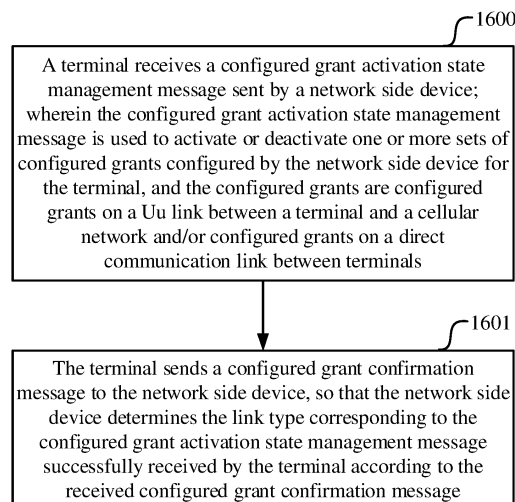 1600
A terminal receives a configured grant activation state
management message sent by a network side device;
wherein the configured grant activation state management
message is used to activate or deactivate one or more sets of
configured grants configured by the network side device for
the terminal, and the configured grants are configured
grants on a Uu link between a terminal and a cellular
network and/or configured grants on a direct
communication link between terminals
1601
The terminal sends a configured grant confirmation
message to the network side device, so that the network side
device determines the link type corresponding to the
configured grant activation state management message
successfully received by the terminal according to the
received configured grant confirmation message